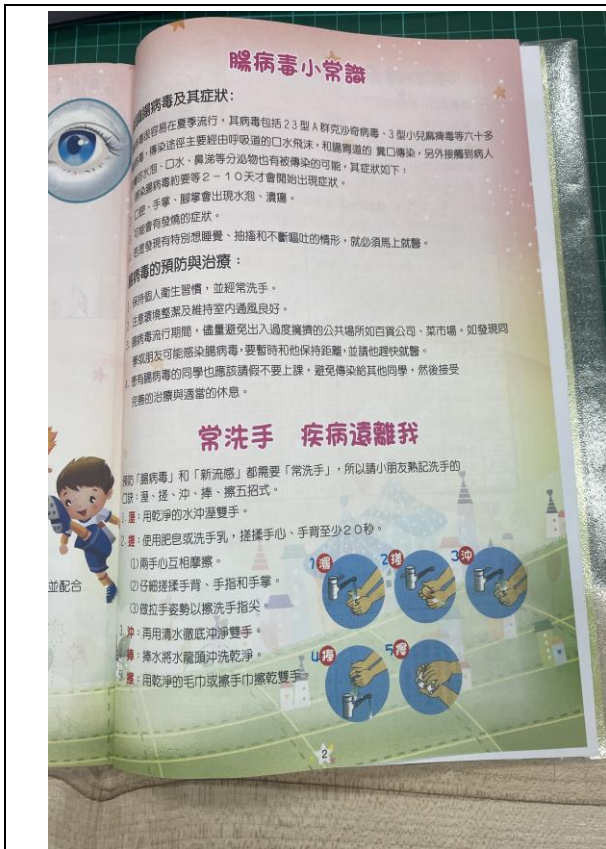 腸病毒小常識
腸病毒及其症狀：
病毒很容易在夏季流行，其病毒包括23型A群克沙奇病毒、3型小兒麻痺毒等六十多
病毒，傳染途徑主要經由呼吸道的口水飛沫，和腸胃道的 糞口傳染，另外接觸到病人
的水泡、口水、鼻涕等分泌物也有被傳染的可能，其症狀如下：
感染腸病毒約要等2－10天才會開始出現症狀。
口腔、手掌、腳掌會出現水泡、潰瘍。
可能會有發燒的症狀。
若是發現有特別想睡覺、抽搐和不斷嘔吐的情形，就必須馬上就醫。
腸病毒的預防與治療：
保持個人衛生習慣，並經常洗手。
注意環境整潔及維持室內通風良好。
腸病毒流行期間，儘量避免出入過度擁擠的公共場所如百貨公司、菜市場。如發現同
學或朋友可能感染腸病毒，要暫時和他保持距離，並請他趕快就醫。
4. 患有腸病毒的同學也應該請假不要上課，避免傳染給其他同學，然後接受
完善的治療與適當的休息。
常洗手 疾病遠離我
預防「腸病毒」和「新流感」都需要「常洗手」，所以請小朋友熟記洗手的
口訣：溼、搓、沖、捧、擦五招式。
1. 溼：用乾淨的水沖溼雙手。
2. 搓：使用肥皂或洗手乳，搓揉手心、手背至少20秒。
(1)兩手心互相摩擦。
(2)仔細搓揉手背、手指和手掌。
(3)做拉手姿勢以擦洗手指尖。
3. 沖：再用清水徹底沖淨雙手。
捧：捧水將水龍頭沖洗乾淨。
5. 擦：用乾淨的毛巾或擦手巾擦乾雙手。
並配合
1溼
2搓
3沖
4捧
5擦
2